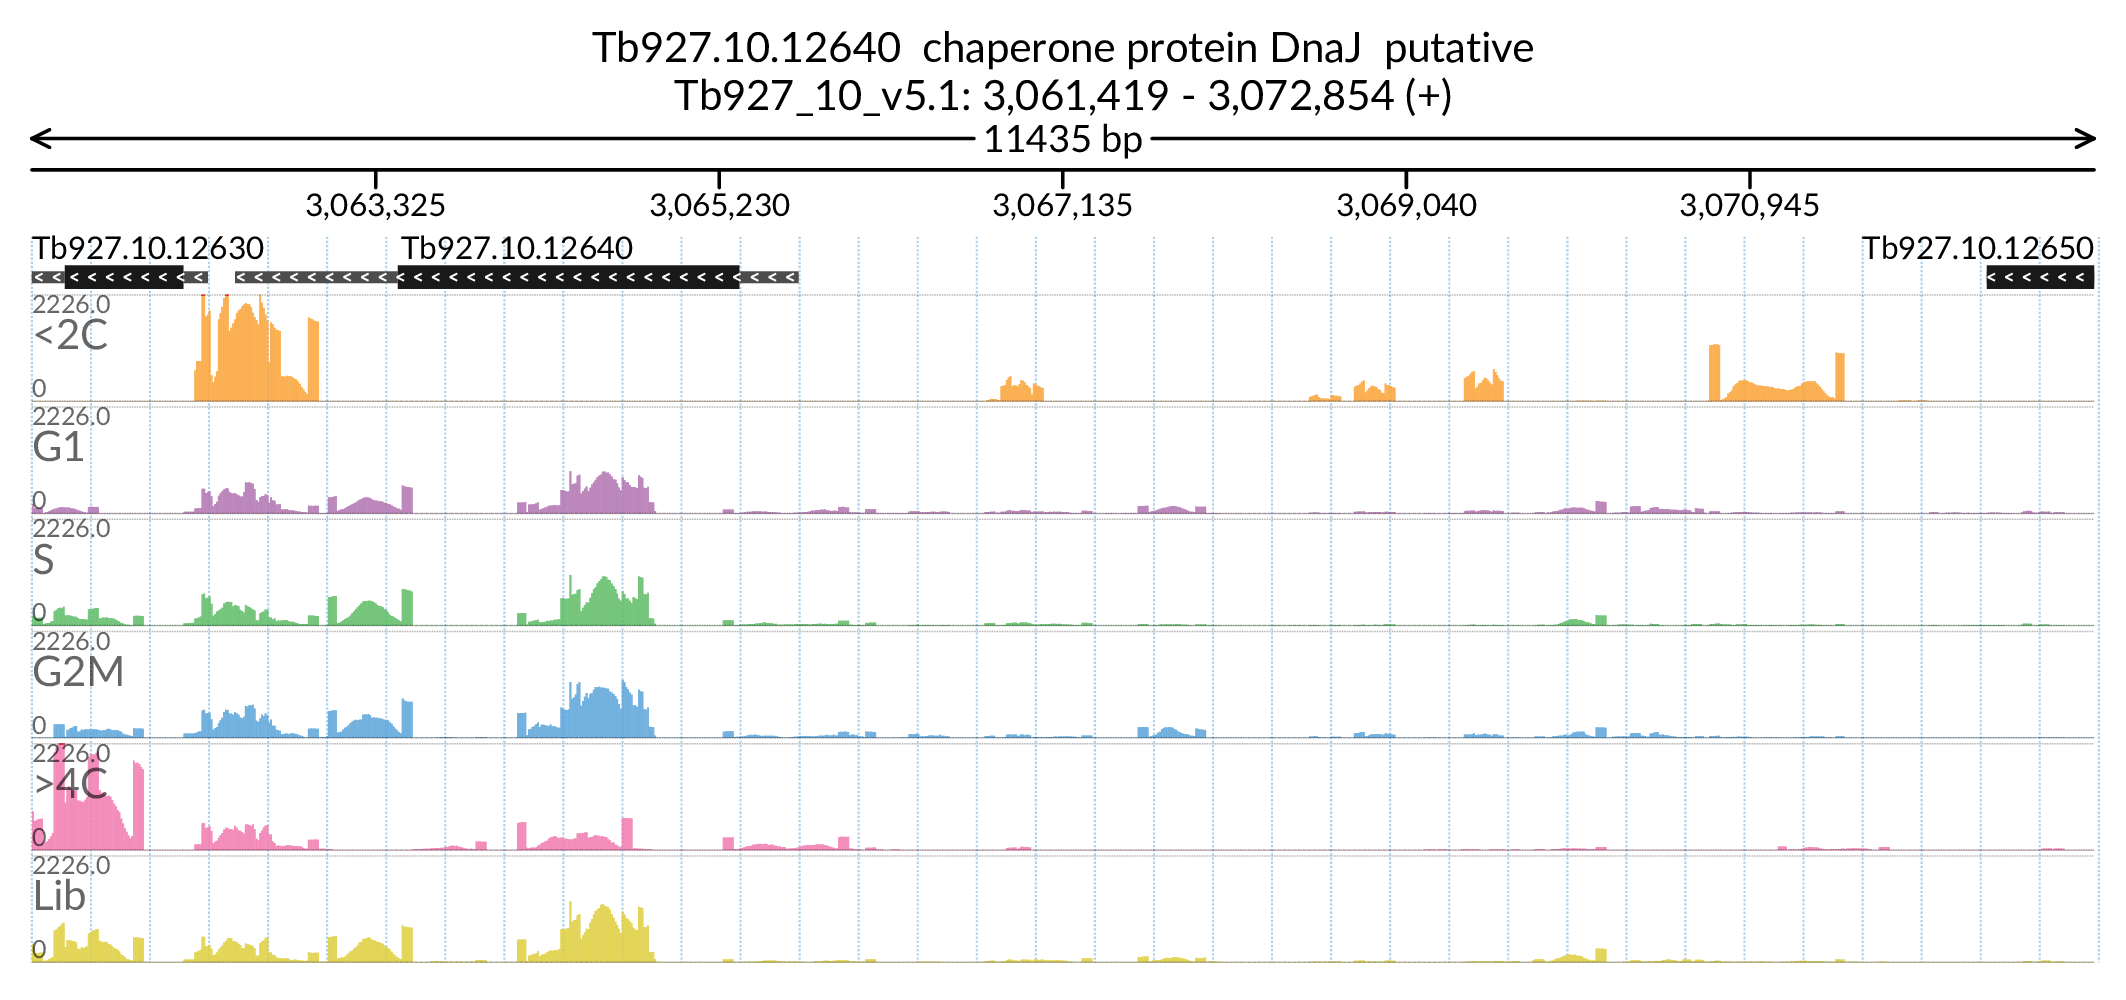 Tb927.10.12640 chaperone protein DnaJ putative
Tb927_10_v5.1: 3,061,419 - 3,072,854 (+)
11435 bp
3,063,325 3,065,230 3,067,135 3,069,040 3,070,945
Tb927.10.12630 Tb927.10.12640 Tb927.10.12650
2226.0
<2C
0
2226.0
G1
0
2226.0
S
0
2226.0
G2M
0
2226.0
>4C
0
2226.0
Lib
0